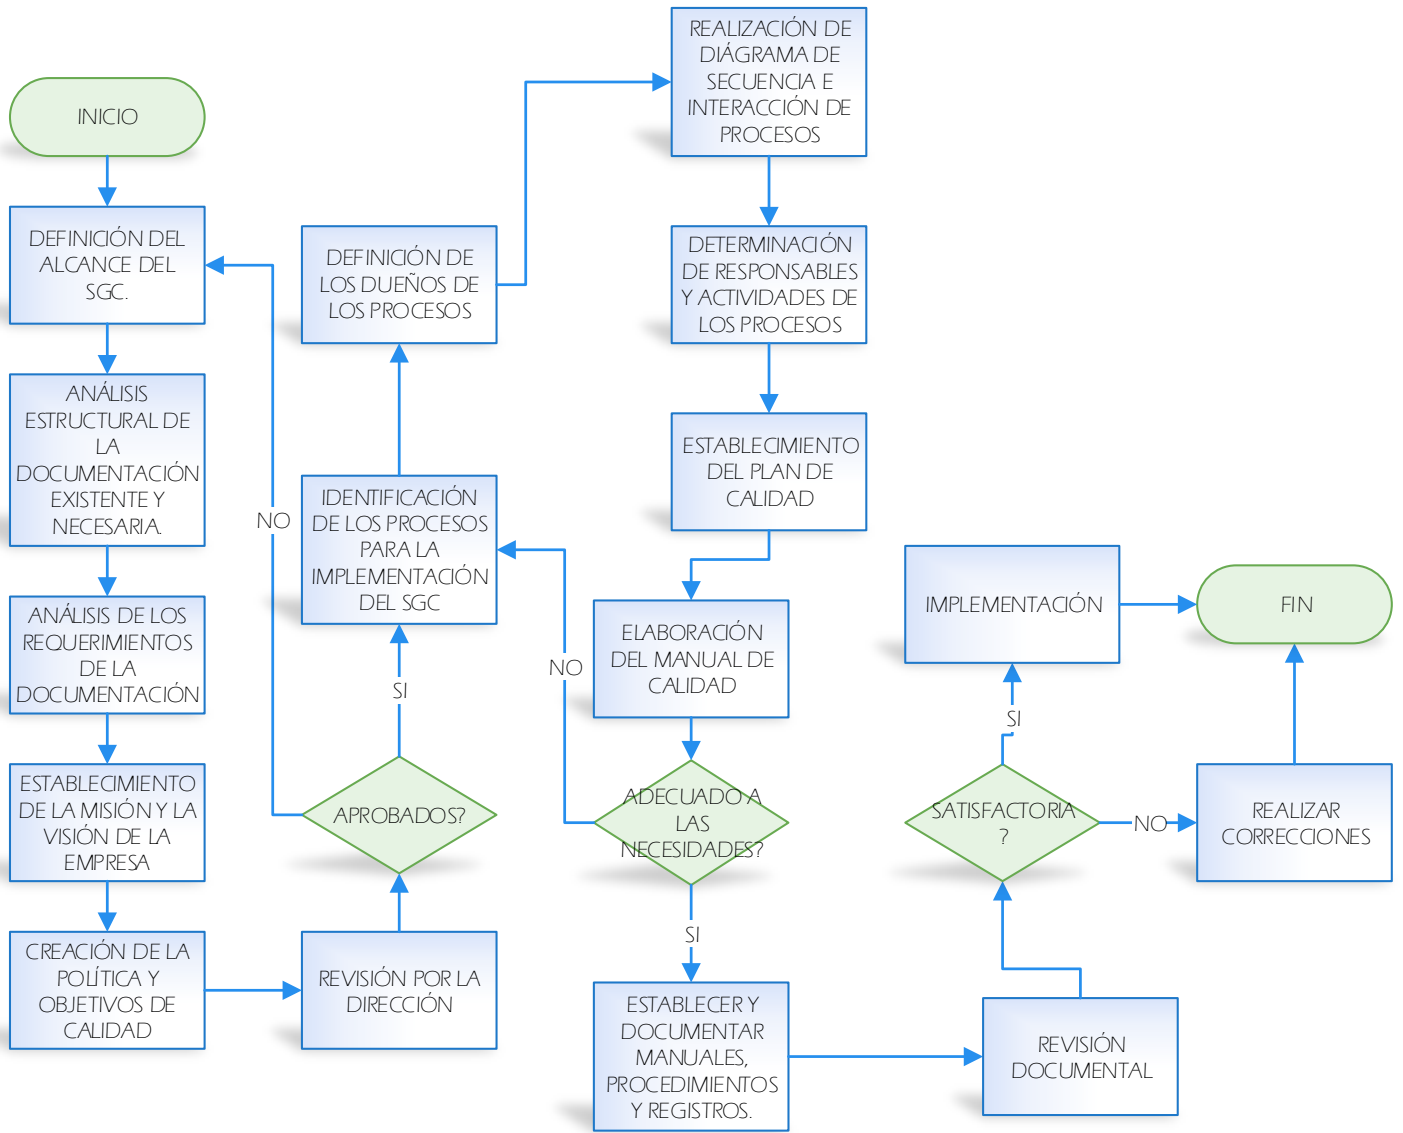 INICIO
DEFINICIÓN DEL
ALCANCE DEL
SGC.
ANÁLISIS
ESTRUCTURAL DE
LA
DOCUMENTACIÓN
EXISTENTE Y
NECESARIA.
ANÁLISIS DE LOS
REQUERIMIENTOS
DE LA
DOCUMENTACIÓN
ESTABLECIMIENTO
DE LA MISIÓN Y LA
VISIÓN DE LA
EMPRESA
CREACIÓN DE LA
POLÍTICA Y
OBJETIVOS DE
CALIDAD
REVISIÓN POR LA
DIRECCIÓN
APROBADOS?
NO
SI
IDENTIFICACIÓN
DE LOS PROCESOS
PARA LA
IMPLEMENTACIÓN
DEL SGC
DEFINICIÓN DE
LOS DUEÑOS DE
LOS PROCESOS
REALIZACIÓN DE
DIÁGRAMA DE
SECUENCIA E
INTERACCIÓN DE
PROCESOS
DETERMINACIÓN
DE RESPONSABLES
Y ACTIVIDADES DE
LOS PROCESOS
ESTABLECIMIENTO
DEL PLAN DE
CALIDAD
ELABORACIÓN
DEL MANUAL DE
CALIDAD
ADECUADO A
LAS
NECESIDADES?
NO
SI
ESTABLECER Y
DOCUMENTAR
MANUALES,
PROCEDIMIENTOS
Y REGISTROS.
REVISIÓN
DOCUMENTAL
SATISFACTORIA
?
SI
NO
IMPLEMENTACIÓN
REALIZAR
CORRECCIONES
FIN